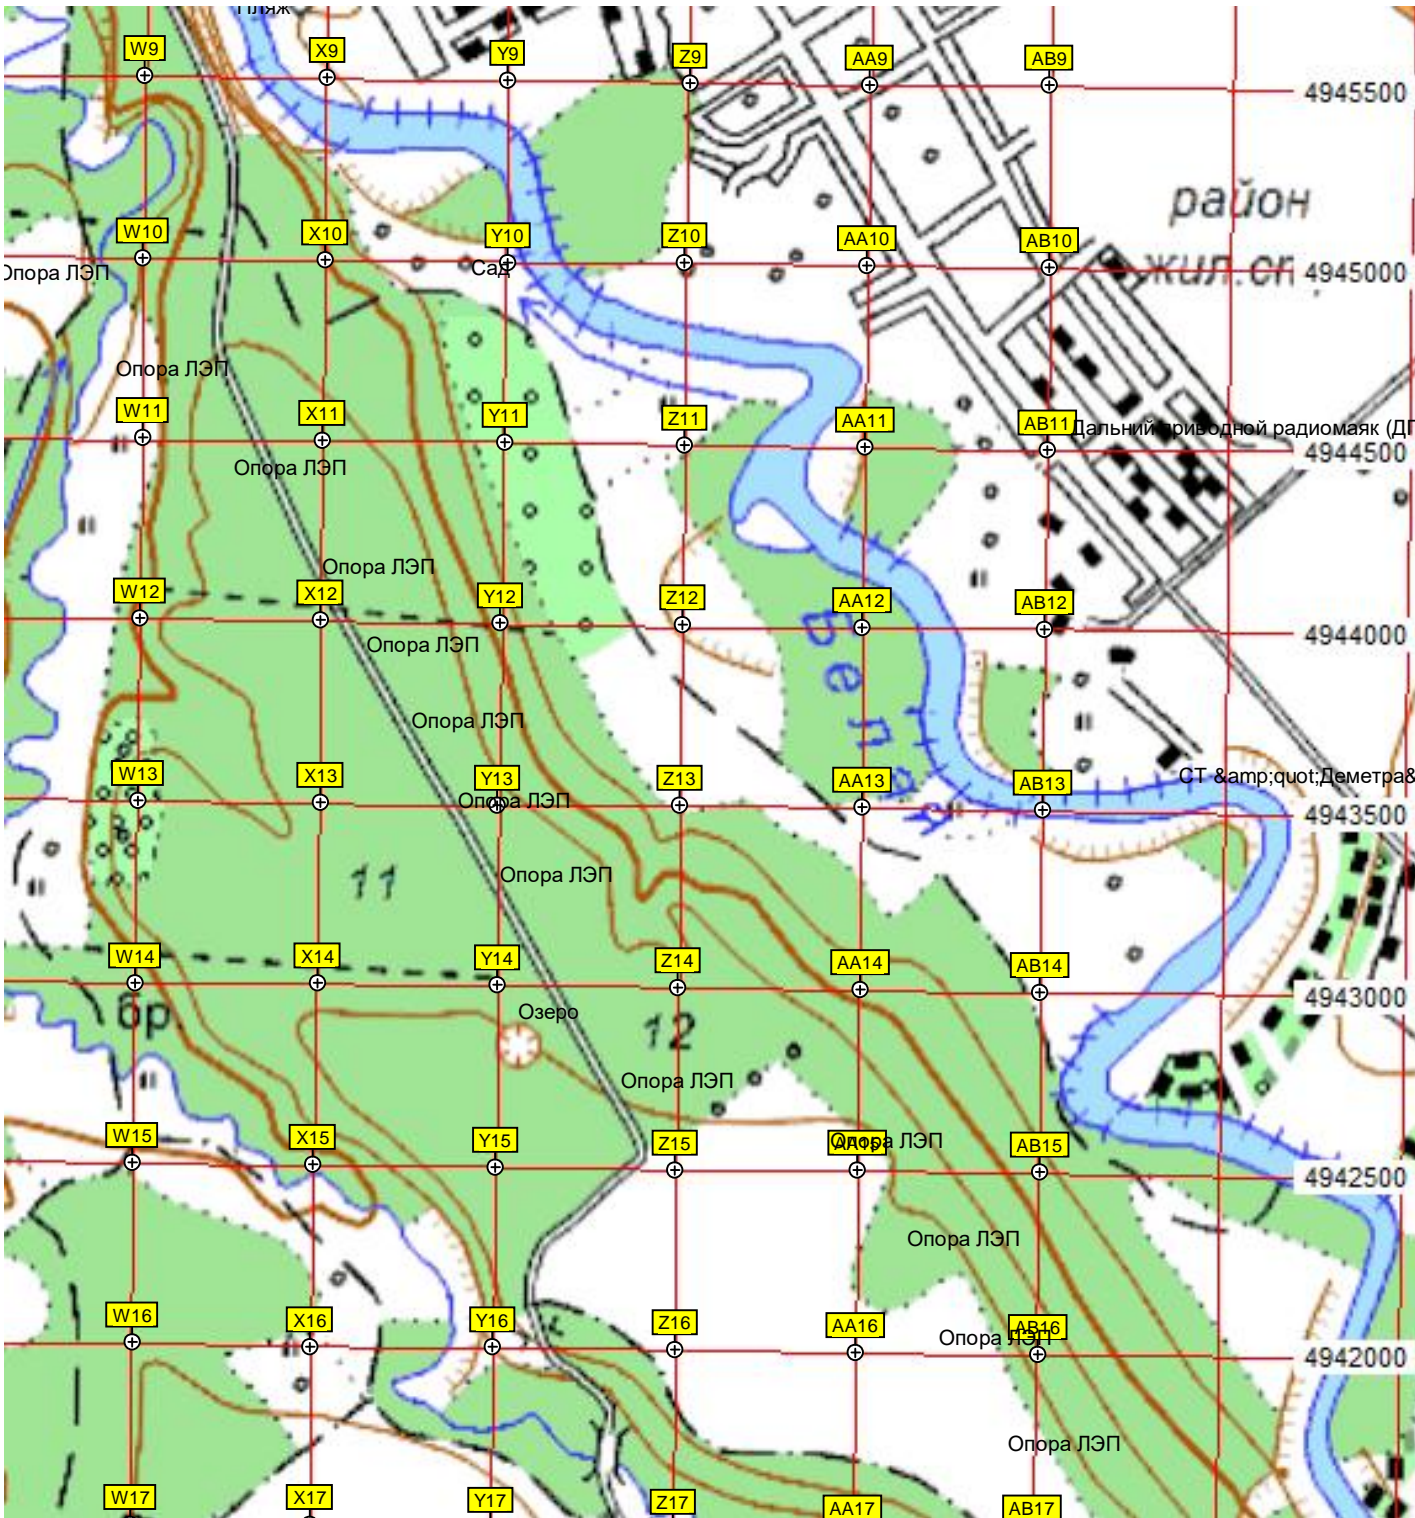 Пляж
W9
X9
Y9
Z9
AA9
AB9
4945500
район
W10
X10
Y10
Z10
AA10
AB10
жил.ст.
4945000
Опора ЛЭП
Сад
Опора ЛЭП
W11
X11
Y11
Z11
AA11
AB11
Дальний приводной радиомаяк (ДП
4944500
Опора ЛЭП
Опора ЛЭП
W12
X12
Y12
Z12
AA12
AB12
4944000
Опора ЛЭП
Белая
Опора ЛЭП
W13
X13
Y13
Z13
AA13
AB13
СТ &amp;quot;Деметра&
4943500
Опора ЛЭП
11
Опора ЛЭП
W14
X14
Y14
Z14
AA14
AB14
4943000
бр
Озеро
12
Опора ЛЭП
W15
X15
Y15
Z15
AA15
Опора ЛЭП
AB15
4942500
Опора ЛЭП
W16
X16
Y16
Z16
AA16
AB16
Опора ЛЭП
4942000
Опора ЛЭП
W17
X17
Y17
Z17
AA17
AB17